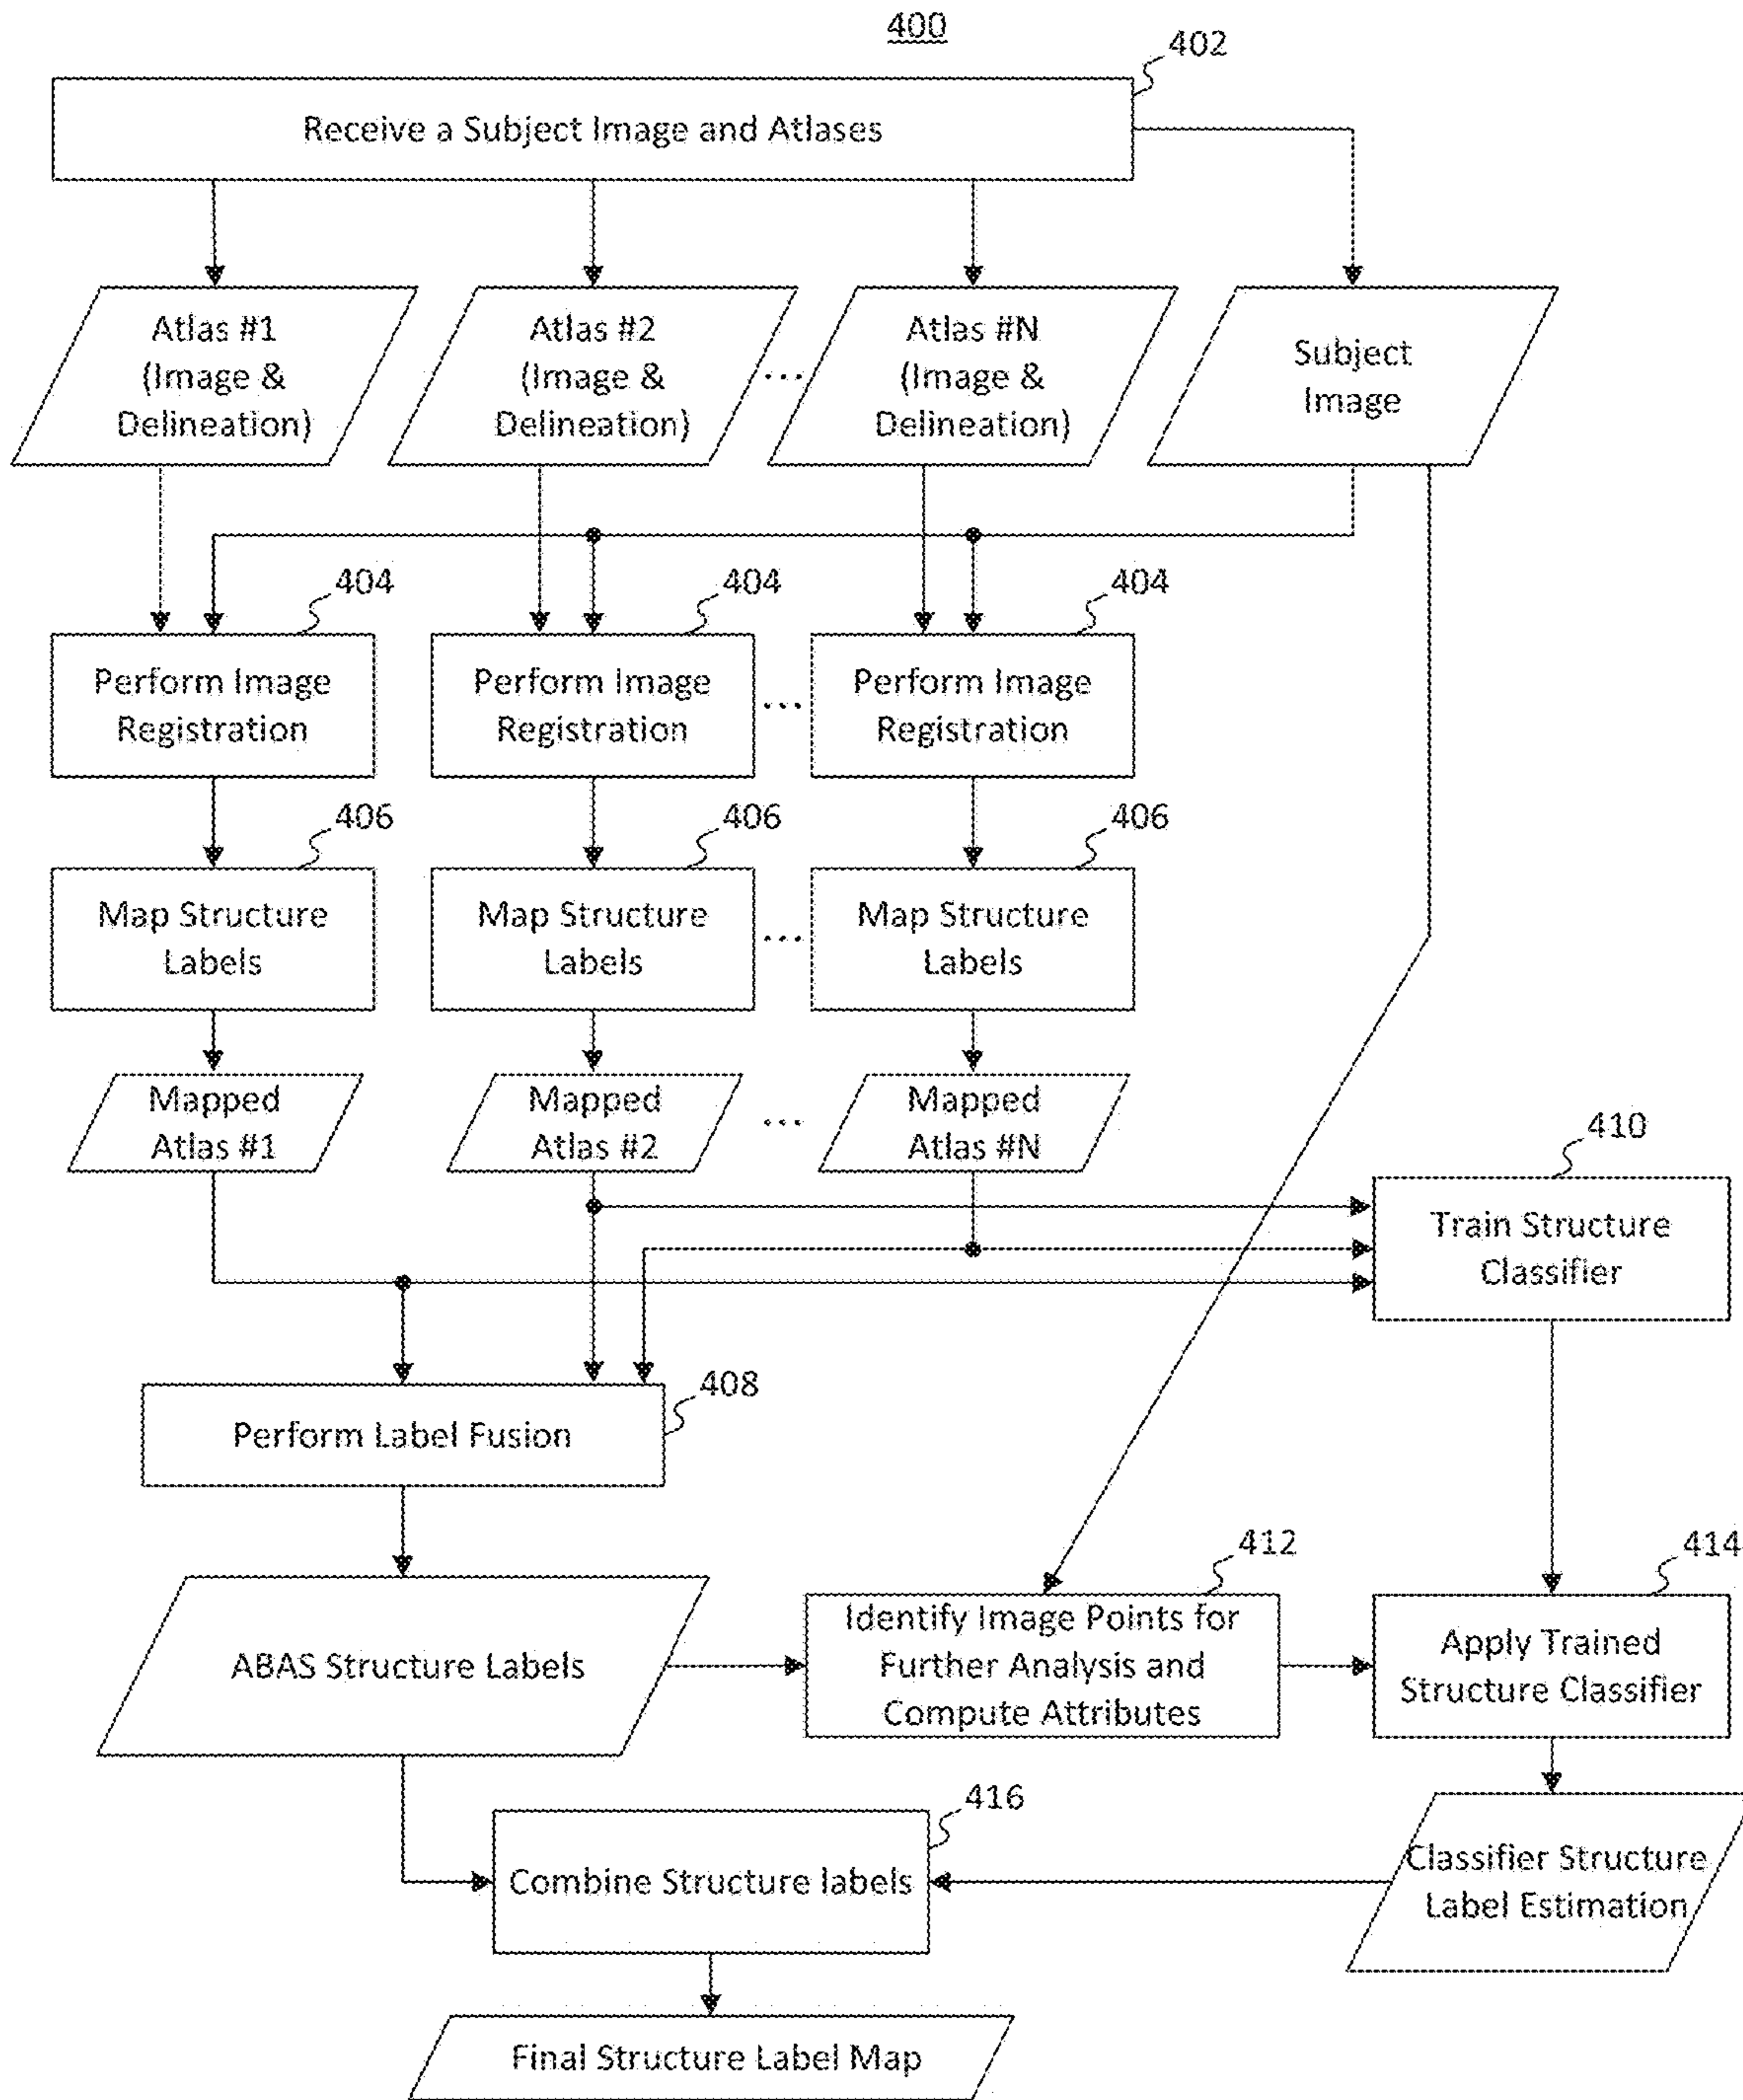 400
402
Receive a Subject Image and Atlases
Atlas #1
(Image &
Delineation)
Atlas #2
(Image &
Delineation)
...
Atlas #N
(Image &
Delineation)
Subject
Image
404
404
404
Perform Image
Registration
Perform Image
Registration
...
Perform Image
Registration
406
406
406
Map Structure
Labels
Map Structure
Labels
...
Map Structure
Labels
Mapped
Atlas #1
Mapped
Atlas #2
...
Mapped
Atlas #N
410
Train Structure
Classifier
408
Perform Label Fusion
412
414
ABAS Structure Labels
Identify Image Points for
Further Analysis and
Compute Attributes
Apply Trained
Structure Classifier
416
Combine Structure labels
Classifier Structure
Label Estimation
Final Structure Label Map